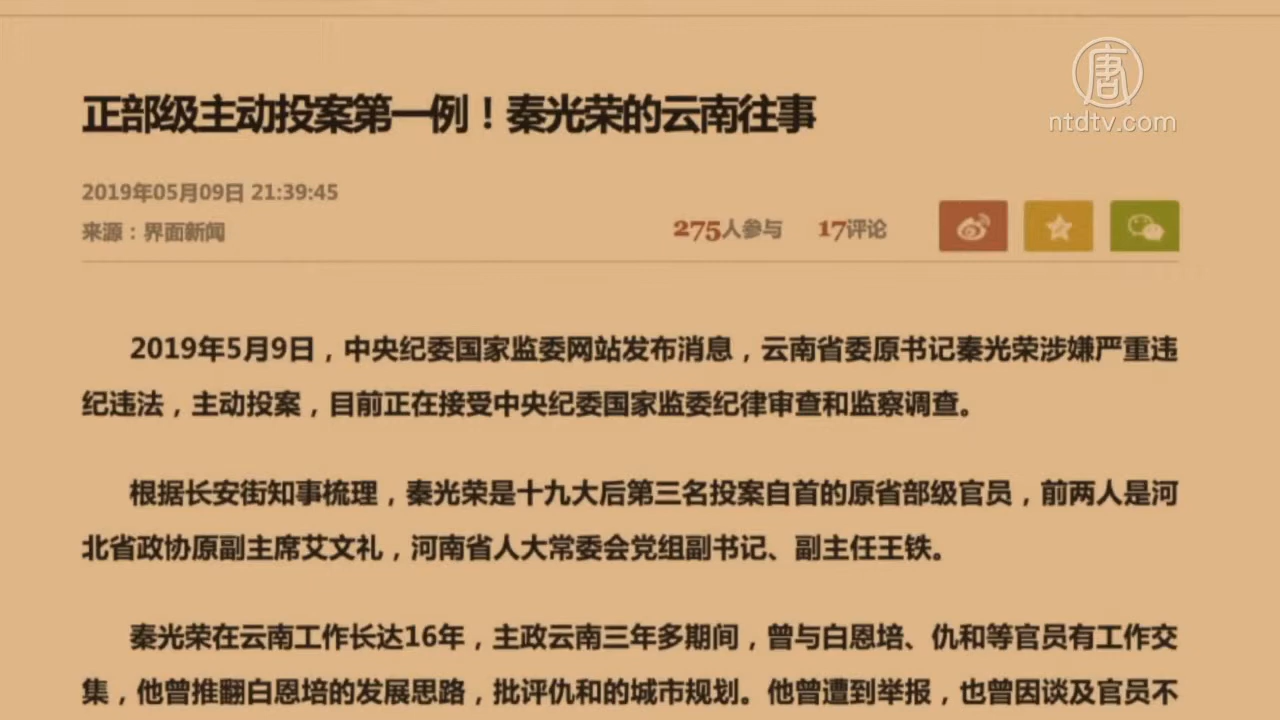 唐
ntdtv.com
正部级主动投案第一例！秦光荣的云南往事
2019年05月09日 21:39:45
来源：界面新闻
275人参与 17评论
2019年5月9日，中央纪委国家监委网站发布消息，云南省委原书记秦光荣涉嫌严重违
纪违法，主动投案，目前正在接受中央纪委国家监委纪律审查和监察调查。
根据长安街知事梳理，秦光荣是十九大后第三名投案自首的原省部级官员，前两人是河
北省政协原副主席艾文礼，河南省人大常委会党组副书记、副主任王铁。
秦光荣在云南工作长达16年，主政云南三年多期间，曾与白恩培、仇和等官员有工作交
集，他曾推翻白恩培的发展思路，批评仇和的城市规划。他曾遭到举报，也曾因谈及官员不